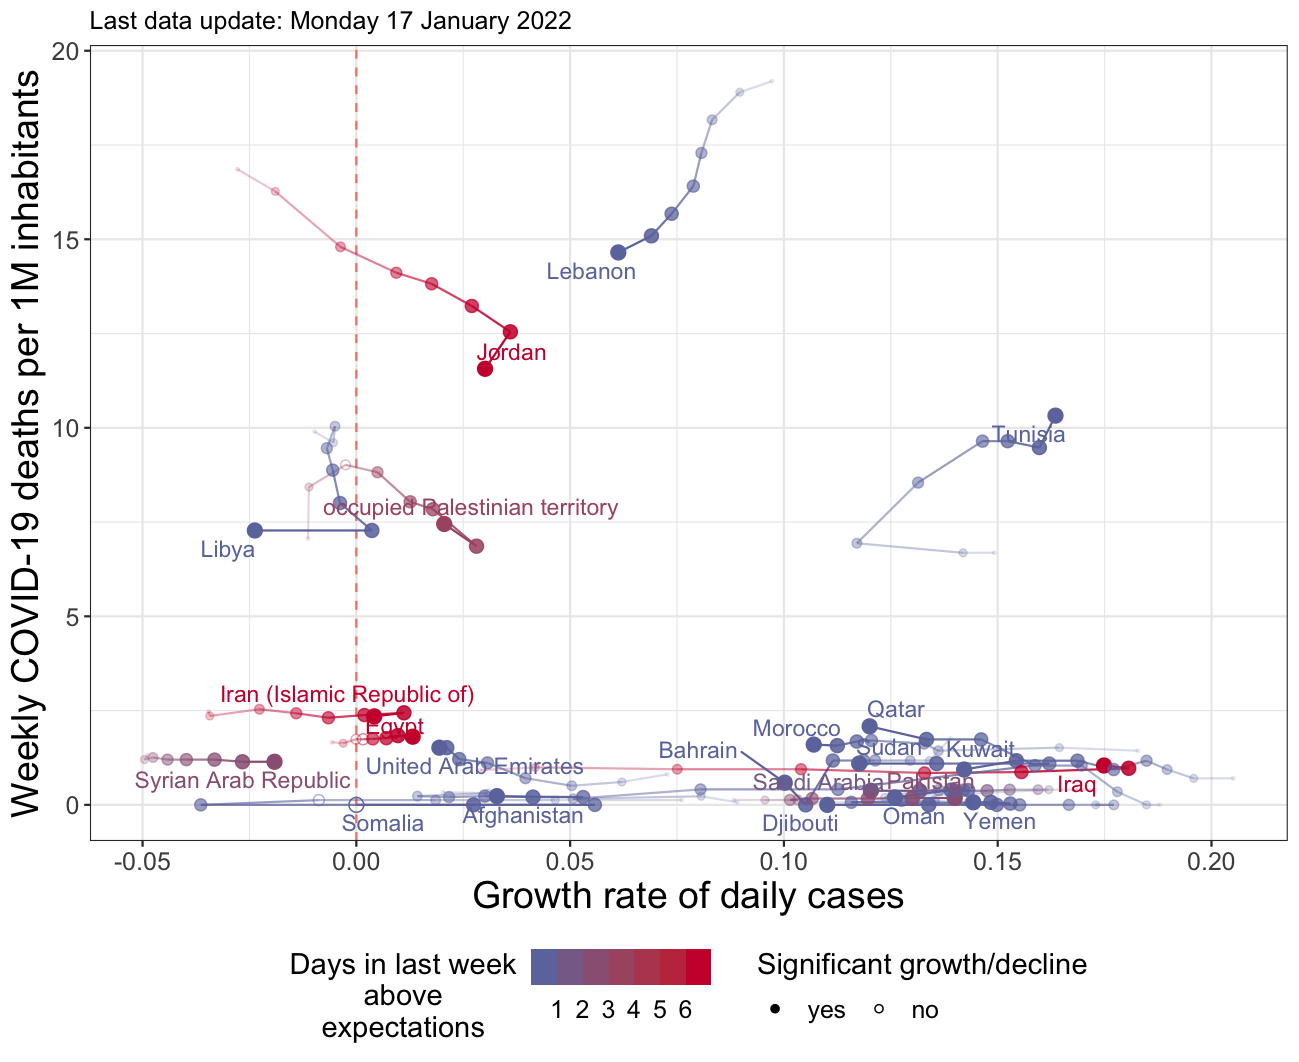 Last data update: Monday 17 January 2022
Weekly COVID-19 deaths per 1M inhabitants
20
15
10
5
0
Lebanon
Jordan
Tunisia
occupied Palestinian territory
Libya
Iran (Islamic Republic of)
Egypt
Qatar
Morocco
Bahrain
Sudan
Kuwait
United Arab Emirates
Syrian Arab Republic
Saudi Arabia
Pakistan
Iraq
Somalia
Afghanistan
Djibouti
Oman
Yemen
-0.05
0.00
0.05
0.10
0.15
0.20
Growth rate of daily cases
Days in last week
above
expectations
1 2 3 4 5 6
Significant growth/decline
yes
no